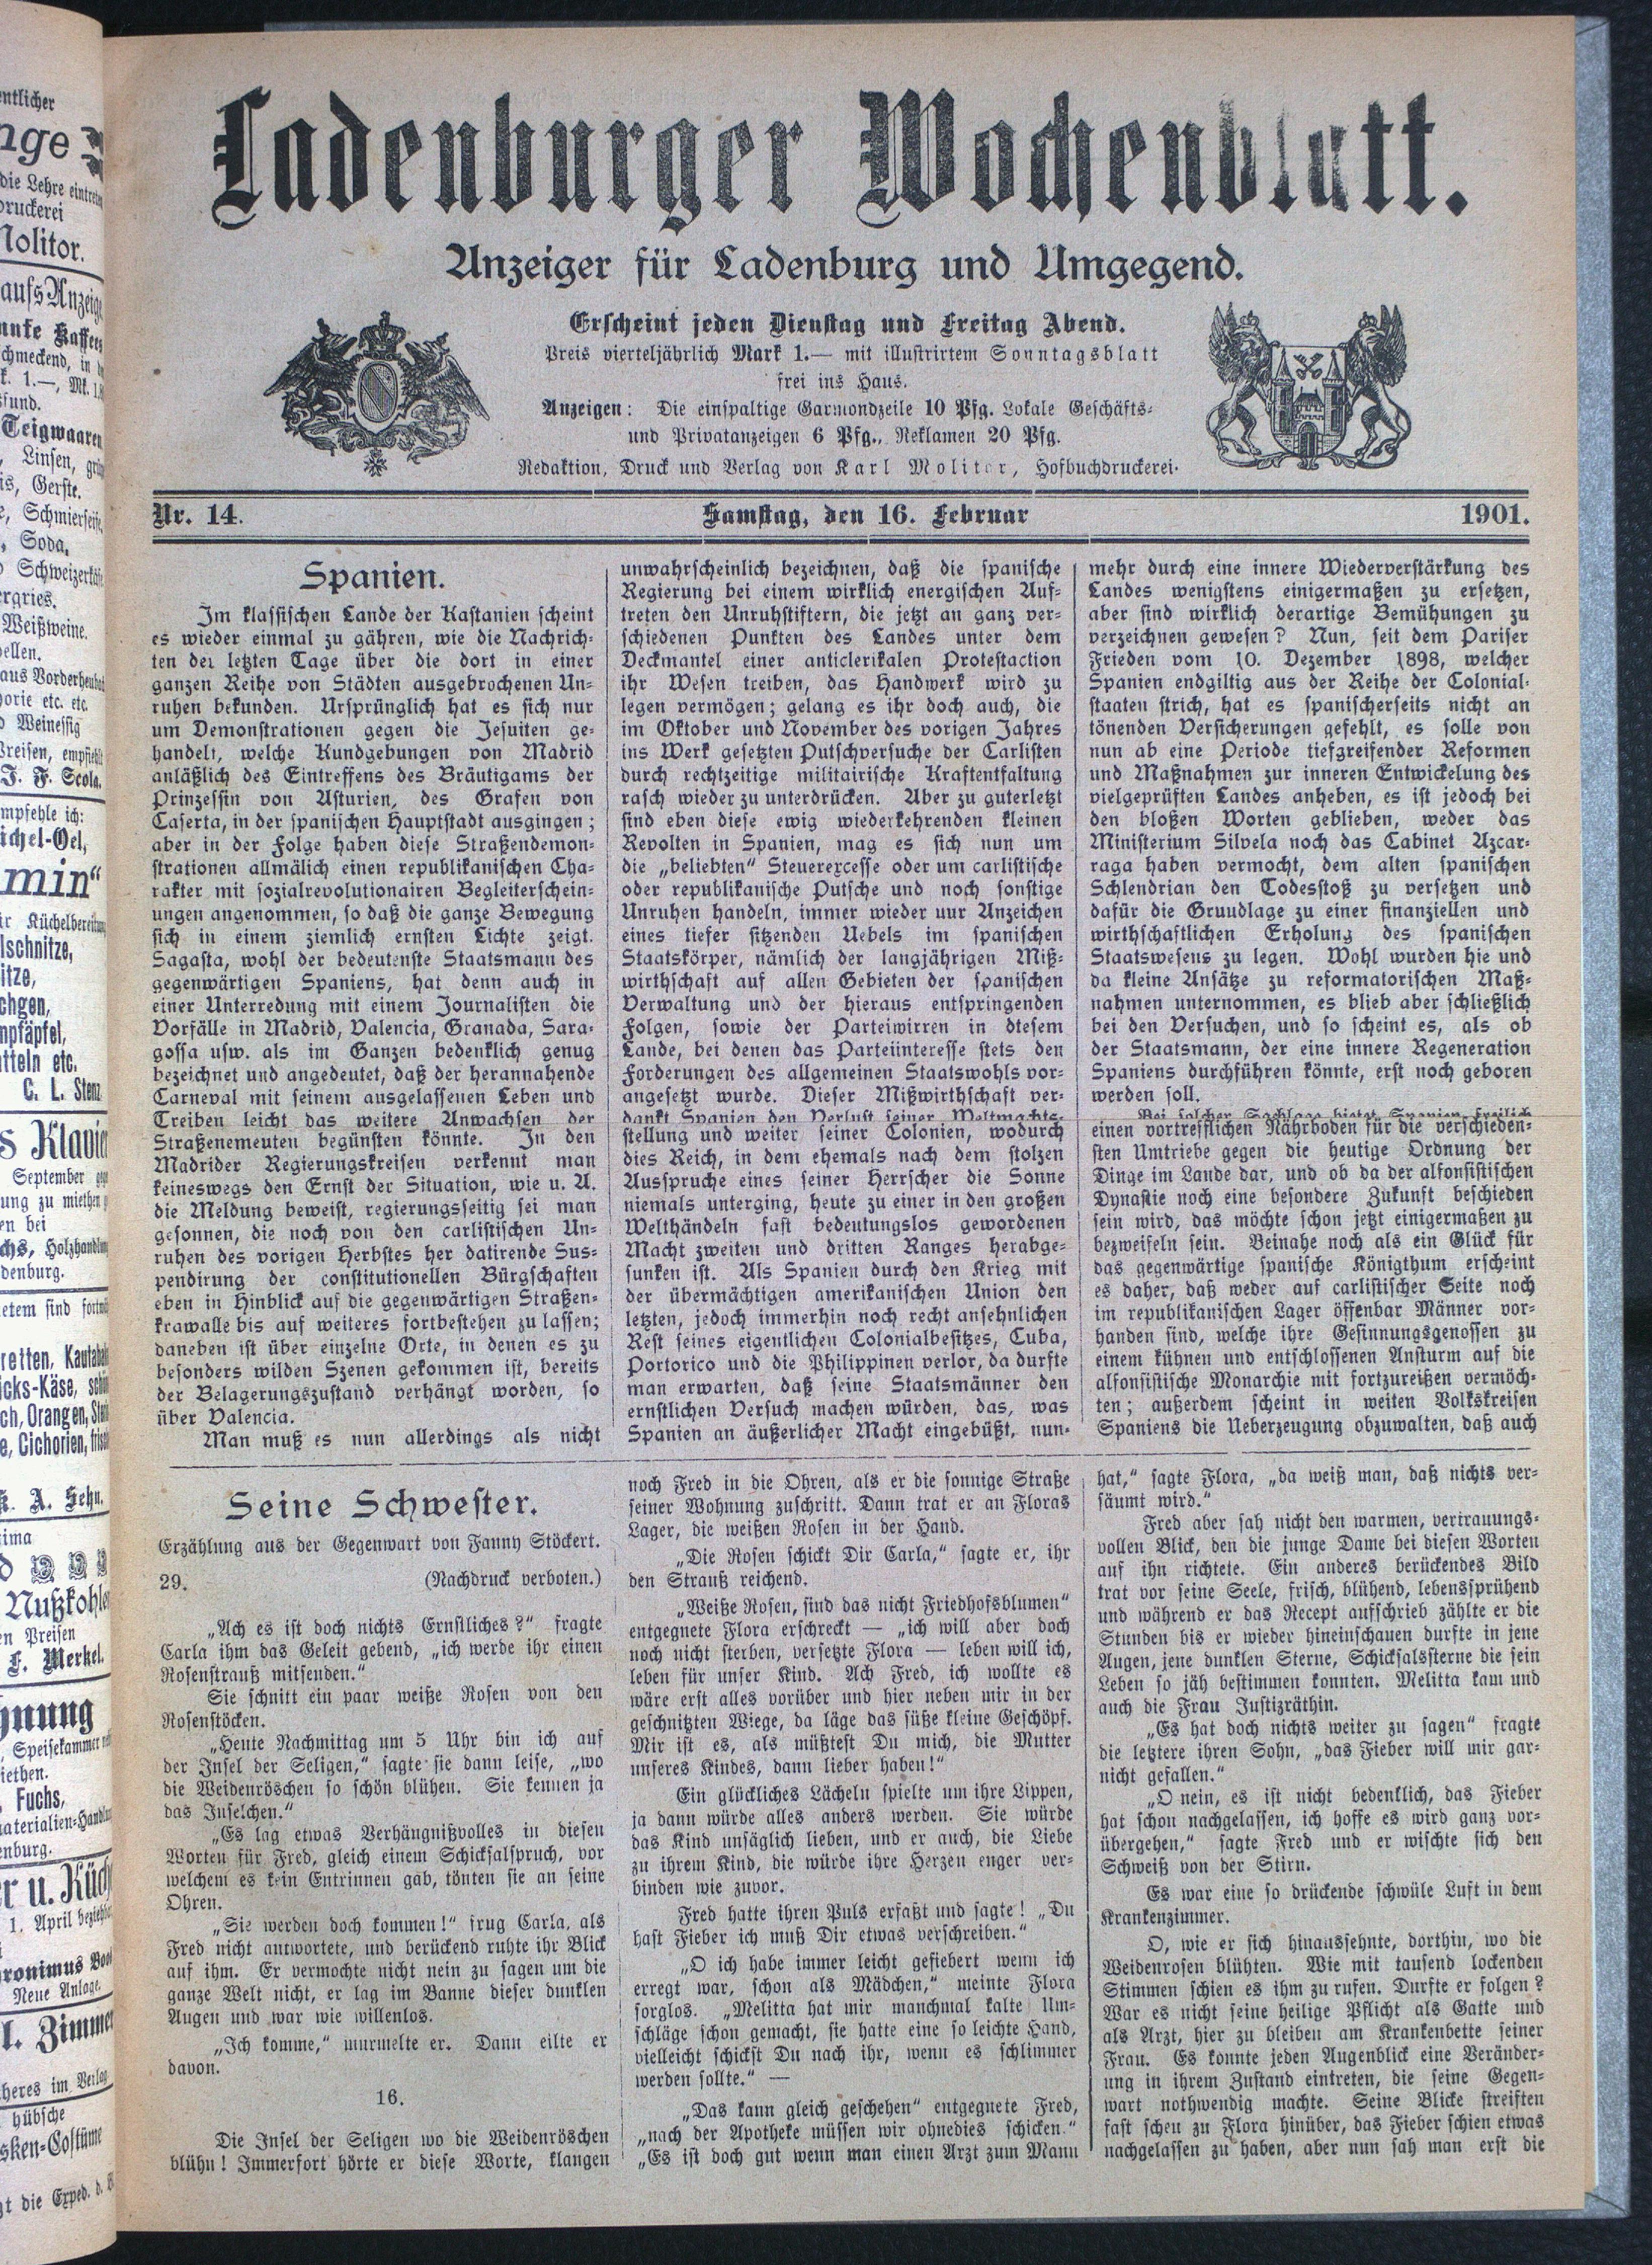 Ladenburger Wochenblatt.
Anzeiger für Ladenburg und Umgegend.
Erscheint jeden Dienstag und Freitag Abend.
Preis vierteljährlich Mark 1.— mit illustrirtem Sonntagsblatt
frei ins Haus.
Anzeigen: Die einspaltige Garmondzeile 10 Pfg. Lokale Geschäfts-
und Privatanzeigen 6 Pfg., Reklamen 20 Pfg.
Redaktion, Druck und Verlag von Karl Molitor, Hofbuchdruckerei.
Nr. 14.
Samstag, den 16. Februar
1901.
Spanien.
Im klassischen Lande der Kastanien scheint
es wieder einmal zu gähren, wie die Nachrich-
ten der letzten Tage über die dort in einer
ganzen Reihe von Städten ausgebrochenen Un-
ruhen bekunden. Ursprünglich hat es sich nur
um Demonstrationen gegen die Jesuiten ge-
handelt, welche Kundgebungen von Madrid
anläßlich des Eintreffens des Bräutigams der
Prinzessin von Asturien, des Grafen von
Caserta, in der spanischen Hauptstadt ausgingen;
aber in der Folge haben diese Straßendemon-
strationen allmälich einen republikanischen Cha-
rakter mit sozialrevolutionairen Begleiterschein-
ungen angenommen, so daß die ganze Bewegung
sich in einem ziemlich ernsten Lichte zeigt.
Sagasta, wohl der bedeutenste Staatsmann des
gegenwärtigen Spaniens, hat denn auch in
einer Unterredung mit einem Journalisten die
Vorfälle in Madrid, Valencia, Granada, Sara-
gossa usw. als im Ganzen bedenklich genug
bezeichnet und angedeutet, daß der herannahende
Carneval mit seinem ausgelassenen Leben und
Treiben leicht das weitere Anwachsen der
Straßenemeuten begünsten könnte. In den
Madrider Regierungskreisen verkennt man
keineswegs den Ernst der Situation, wie u. A.
die Meldung beweist, regierungsseitig sei man
gesonnen, die noch von den carlistischen Un-
ruhen des vorigen Herbstes her datirende Sus-
pendirung der constitutionellen Bürgschaften
eben in Hinblick auf die gegenwärtigen Straßen-
krawalle bis auf weiteres fortbestehen zu lassen;
daneben ist über einzelne Orte, in denen es zu
besonders wilden Szenen gekommen ist, bereits
der Belagerungszustand verhängt worden, so
über Valencia.
Man muß es nun allerdings als nicht
unwahrscheinlich bezeichnen, daß die spanische
Regierung bei einem wirklich energischen Auf-
treten den Unruhstiftern, die jetzt an ganz ver-
schiedenen Punkten des Landes unter dem
Deckmantel einer anticlerikalen Protestaction
ihr Wesen treiben, das Handwerk wird zu
legen vermögen; gelang es ihr doch auch, die
im Oktober und November des vorigen Jahres
ins Werk gesetzten Putschversuche der Carlisten
durch rechtzeitige militairische Kraftentfaltung
rasch wieder zu unterdrücken. Aber zu guterletzt
sind eben diese ewig wiederkehrenden kleinen
Revolten in Spanien, mag es sich nun um
die „beliebten“ Steuerexcesse oder um carlistische
oder republikanische Putsche und noch sonstige
Unruhen handeln, immer wieder uur Anzeichen
eines tiefer sitzenden Uebels im spanischen
Staatskörper, nämlich der langjährigen Miß-
wirthschaft auf allen Gebieten der spanischen
Verwaltung und der hieraus entspringenden
Folgen, sowie der Parteiwirren in dtesem
Lande, bei denen das Parteiinteresse stets den
Forderungen des allgemeinen Staatswohls vor-
angesetzt wurde. Dieser Mißwirthschaft ver-
dankt Spanien den Verlust seiner Weltmachts-
stellung und weiter seiner Colonien, wodurch
dies Reich, in dem ehemals nach dem stolzen
Ausspruche eines seiner Herrscher die Sonne
niemals unterging, heute zu einer in den großen
Welthändeln fast bedeutungslos gewordenen
Macht zweiten und dritten Ranges herabge-
sunken ist. Als Spanien durch den Krieg mit
der übermächtigen amerikanischen Union den
letzten, jedoch immerhin noch recht ansehnlichen
Rest seines eigentlichen Colonialbesitzes, Cuba,
Portorico und die Philippinen verlor, da durfte
man erwarten, daß seine Staatsmänner den
ernstlichen Versuch machen würden, das, was
Spanien an äußerlicher Macht eingebüßt, nun-
mehr durch eine innere Wiederverstärkung des
Landes wenigstens einigermaßen zu ersetzen,
aber sind wirklich derartige Bemühungen zu
verzeichnen gewesen? Nun, seit dem Pariser
Frieden vom 10. Dezember 1898, welcher
Spanien endgiltig aus der Reihe der Colonial-
staaten strich, hat es spanischerseits nicht an
tönenden Versicherungen gefehlt, es solle von
nun ab eine Periode tiefgreifender Reformen
und Maßnahmen zur inneren Entwickelung des
vielgeprüften Landes anheben, es ist jedoch bei
den bloßen Worten geblieben, weder das
Ministerium Silvela noch das Cabinet Azcar-
raga haben vermocht, dem alten spanischen
Schlendrian den Todesstoß zu versetzen und
dafür die Gruudlage zu einer finanziellen und
wirthschaftlichen Erholung des spanischen
Staatswesens zu legen. Wohl wurden hie und
da kleine Ansätze zu reformatorischen Maß-
nahmen unternommen, es blieb aber schließlich
bei den Versuchen, und so scheint es, als ob
der Staatsmann, der eine innere Regeneration
Spaniens durchführen könnte, erst noch geboren
werden soll.
Bei solcher Sachlage bietet Spanien freilich
einen vortrefflichen Nährboden für die verschieden-
sten Umtriebe gegen die heutige Ordnung der
Dinge im Lande dar, und ob da der alfonsistischen
Dynastie noch eine besondere Zukunft beschieden
sein wird, das möchte schon jetzt einigermaßen zu
bezweifeln sein. Beinahe noch als ein Glück für
das gegenwärtige spanische Königthum erscheint
es daher, daß weder auf carlistischer Seite noch
im republikanischen Lager öffenbar Männer vor-
handen sind, welche ihre Gesinnungsgenossen zu
einem kühnen und entschlossenen Ansturm auf die
alfonsistische Monarchie mit fortzureißen vermöch-
ten; außerdem scheint in weiten Volkskreisen
Spaniens die Ueberzeugung obzuwalten, daß auch
Seine Schwester.
Erzählung aus der Gegenwart von Fanny Stöckert.
29. (Nachdruck verboten.)
„Ach es ist doch nichts Ernstliches?“ fragte
Carla ihm das Geleit gebend, „ich werde ihr einen
Rosenstrauß mitsenden.“
Sie schnitt ein paar weiße Rosen von den
Rosenstöcken.
„Heute Nachmittag um 5 Uhr bin ich auf
der Insel der Seligen,“ sagte sie dann leise, „wo
die Weidenröschen so schön blühen. Sie kennen ja
das Inselchen.“
„Es lag etwas Verhängnißvolles in diesen
Worten für Fred, gleich einem Schicksalspruch, vor
welchem es kein Entrinnen gab, tönten sie an seine
Ohren.
„Sie werden doch kommen!“ frug Carla, als
Fred nicht antwortete, und berückend ruhte ihr Blick
auf ihm. Er vermochte nicht nein zu sagen um die
ganze Welt nicht, er lag im Banne dieser dunklen
Augen und war wie willenlos.
„Ich komme,“ murmelte er. Dann eilte er
davon.
16.
Die Insel der Seligen wo die Weidenröschen
blühn! Immerfort hörte er diese Worte, klangen
noch Fred in die Ohren, als er die sonnige Straße
seiner Wohnung zuschritt. Dann trat er an Floras
Lager, die weißen Rosen in der Hand.
„Die Rosen schickt Dir Carla,“ sagte er, ihr
den Strauß reichend.
„Weiße Rosen, sind das nicht Friedhofsblumen“
entgegnete Flora erschreckt — „ich will aber doch
noch nicht sterben, versetzte Flora — leben will ich,
leben für unser Kind. Ach Fred, ich wollte es
wäre erst alles vorüber und hier neben mir in der
geschnitzten Wiege, da läge das süße kleine Geschöpf.
Mir ist es, als müßtest Du mich, die Mutter
unseres Kindes, dann lieber haben!“
Ein glückliches Lächeln spielte um ihre Lippen,
ja dann würde alles anders werden. Sie würde
das Kind unsäglich lieben, und er auch, die Liebe
zu ihrem Kind, die würde ihre Herzen enger ver-
binden wie zuvor.
Fred hatte ihren Puls erfaßt und sagte! „Du
hast Fieber ich muß Dir etwas verschreiben.“
„O ich habe immer leicht gefiebert wenn ich
erregt war, schon als Mädchen,“ meinte Flora
sorglos. „Melitta hat mir manchmal kalte Um-
schläge schon gemacht, sie hatte eine so leichte Hand,
vielleicht schickst Du nach ihr, wenn es schlimmer
werden sollte.“ —
„Das kann gleich geschehen“ entgegnete Fred,
„nach der Apotheke müssen wir ohnedies schicken.“
„Es ist doch gut wenn man einen Arzt zum Mann
hat,“ sagte Flora, „da weiß man, daß nichts ver-
säumt wird.“
Fred aber sah nicht den warmen, vertrauungs-
vollen Blick, den die junge Dame bei diesen Worten
auf ihn richtete. Ein anderes berückendes Bild
trat vor seine Seele, frisch, blühend, lebenssprühend
und während er das Recept aufschrieb zählte er die
Stunden bis er wieder hineinschauen durfte in jene
Augen, jene dunklen Sterne, Schicksalssterne die sein
Leben so jäh bestimmen konnten. Melitta kam und
auch die Frau Justizräthin.
„Es hat doch nichts weiter zu sagen“ fragte
die letztere ihren Sohn, „das Fieber will mir gar-
nicht gefallen.“
„O nein, es ist nicht bedenklich, das Fieber
hat schon nachgelassen, ich hoffe es wird ganz vor-
übergehen,“ sagte Fred und er wischte sich den
Schweiß von der Stirn.
Es war eine so drückende schwüle Luft in dem
Krankenzimmer.
O, wie er sich hinaussehnte, dorthin, wo die
Weidenrosen blühten. Wie mit tausend lockenden
Stimmen schien es ihm zu rufen. Durfte er folgen?
War es nicht seine heilige Pflicht als Gatte und
als Arzt, hier zu bleiben am Krankenbette seiner
Frau. Es konnte jeden Augenblick eine Veränder-
ung in ihrem Zustand eintreten, die seine Gegen-
wart nothwendig machte. Seine Blicke streiften
fast scheu zu Flora hinüber, das Fieber schien etwas
nachgelassen zu haben, aber nun sah man erst die